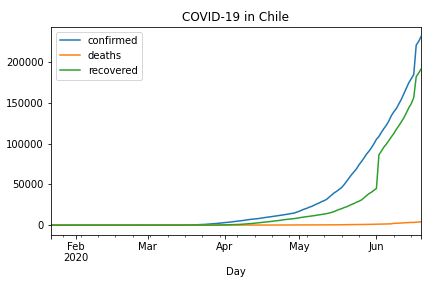 COVID-19 in Chile
confirmed
deaths
recovered
200000
150000
100000
50000
0
Feb
2020
Mar
Apr
May
Jun
Day